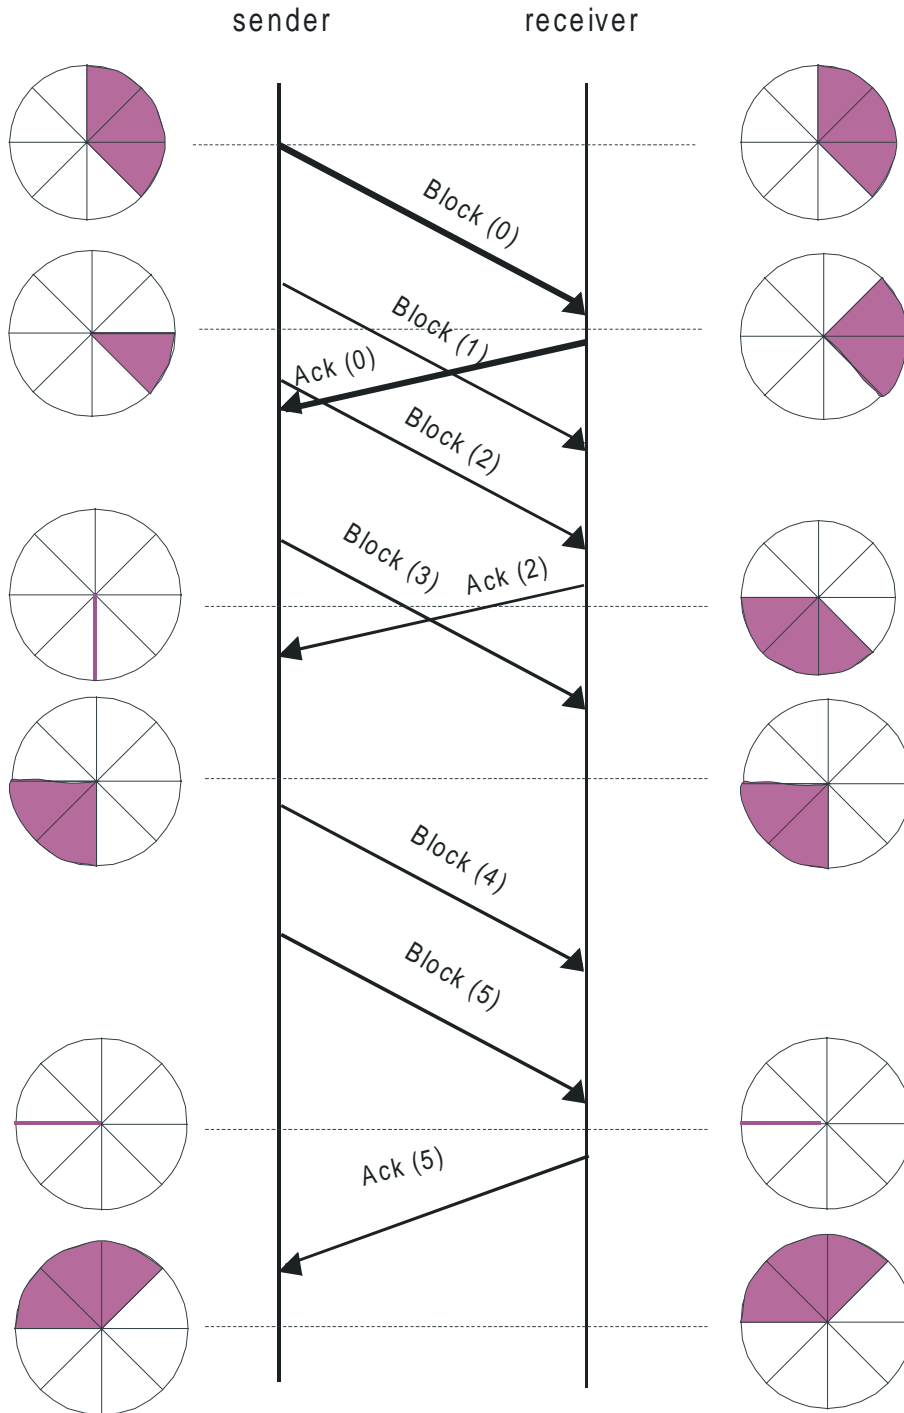 sender
receiver
Block (0)
Block (1)
Ack (0)
Block (2)
Block (3)
Ack (2)
Block (4)
Block (5)
Ack (5)